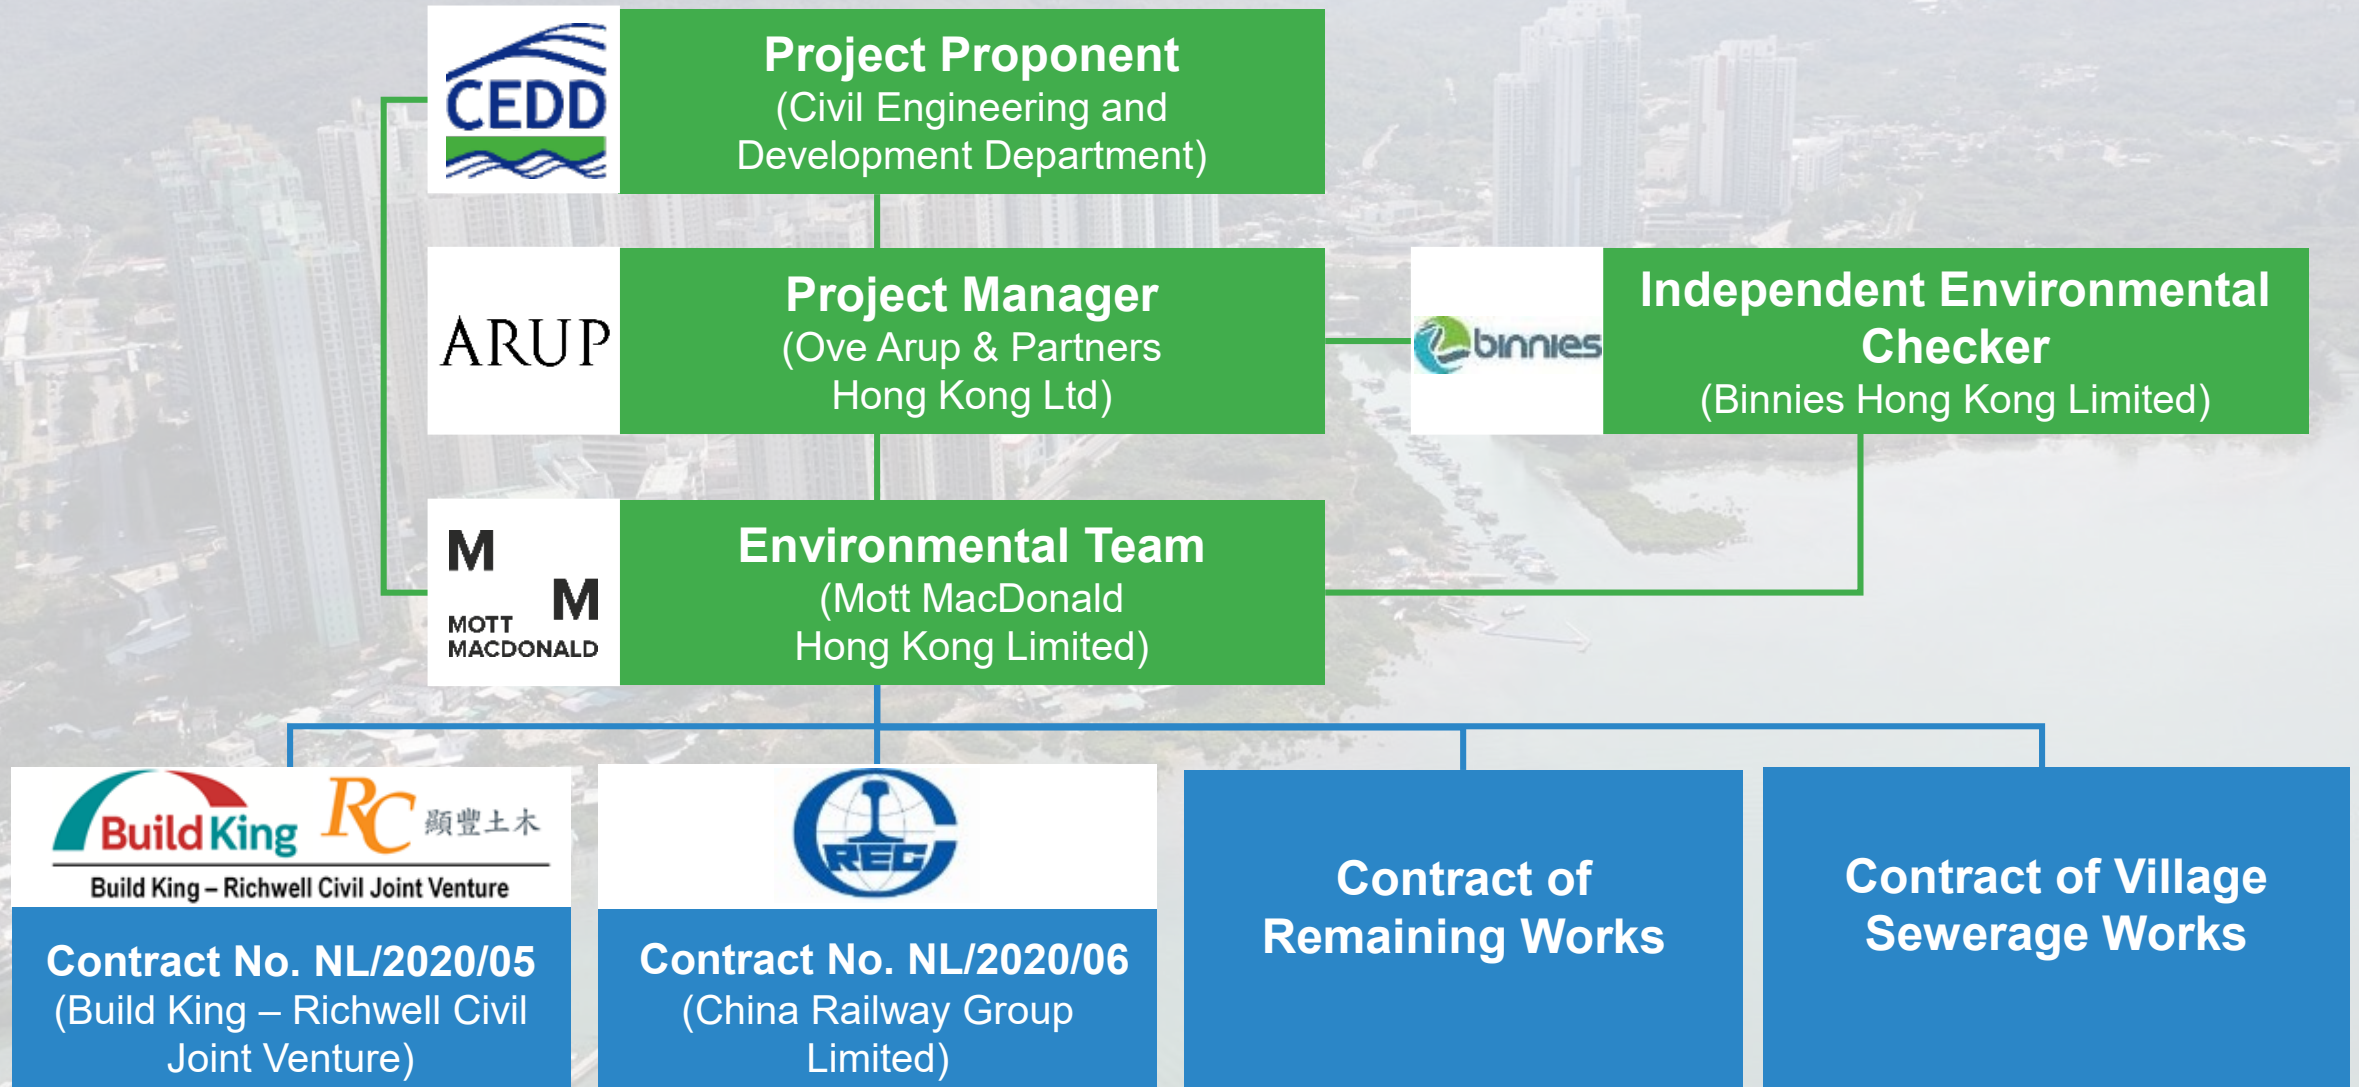 CEDD
Project Proponent
(Civil Engineering and
Development Department)
ARUP
Project Manager
(Ove Arup & Partners
Hong Kong Ltd)
binnies
Independent Environmental
Checker
(Binnies Hong Kong Limited)
M
M
MOTT
MACDONALD
Environmental Team
(Mott MacDonald
Hong Kong Limited)
Build King
RC 顯豐土木
Build King – Richwell Civil Joint Venture
Contract No. NL/2020/05
(Build King – Richwell Civil
Joint Venture)
CREC
Contract No. NL/2020/06
(China Railway Group
Limited)
Contract of
Remaining Works
Contract of Village
Sewerage Works